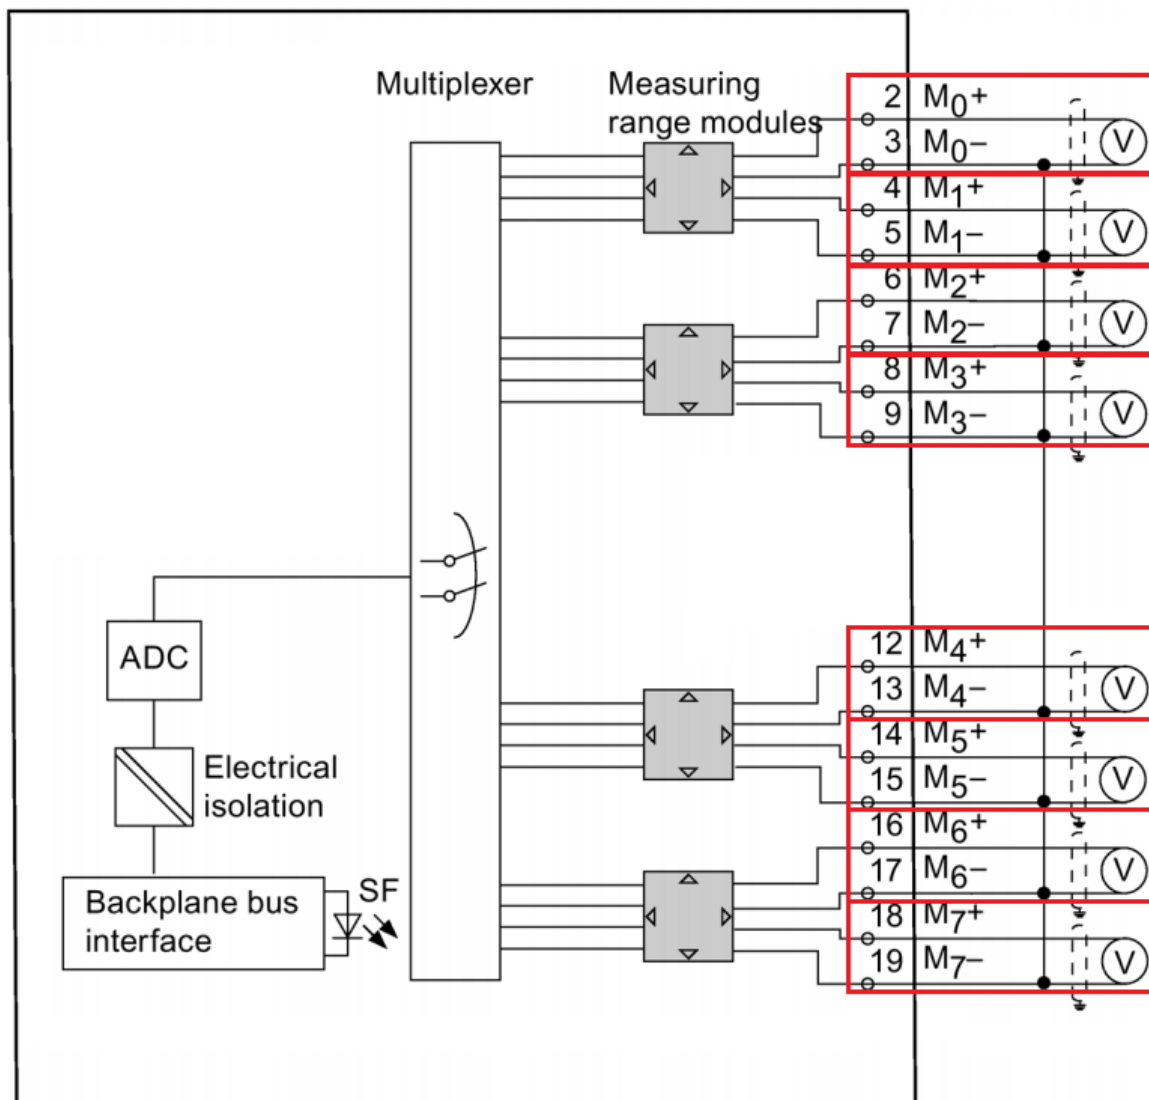 Multiplexer
Measuring
range modules
2 M0+
3 M0–
4 M1+
5 M1–
6 M2+
7 M2–
8 M3+
9 M3–
12 M4+
13 M4–
14 M5+
15 M5–
16 M6+
17 M6–
18 M7+
19 M7–
V
V
V
V
V
V
V
V
ADC
Electrical
isolation
Backplane bus
interface
SF